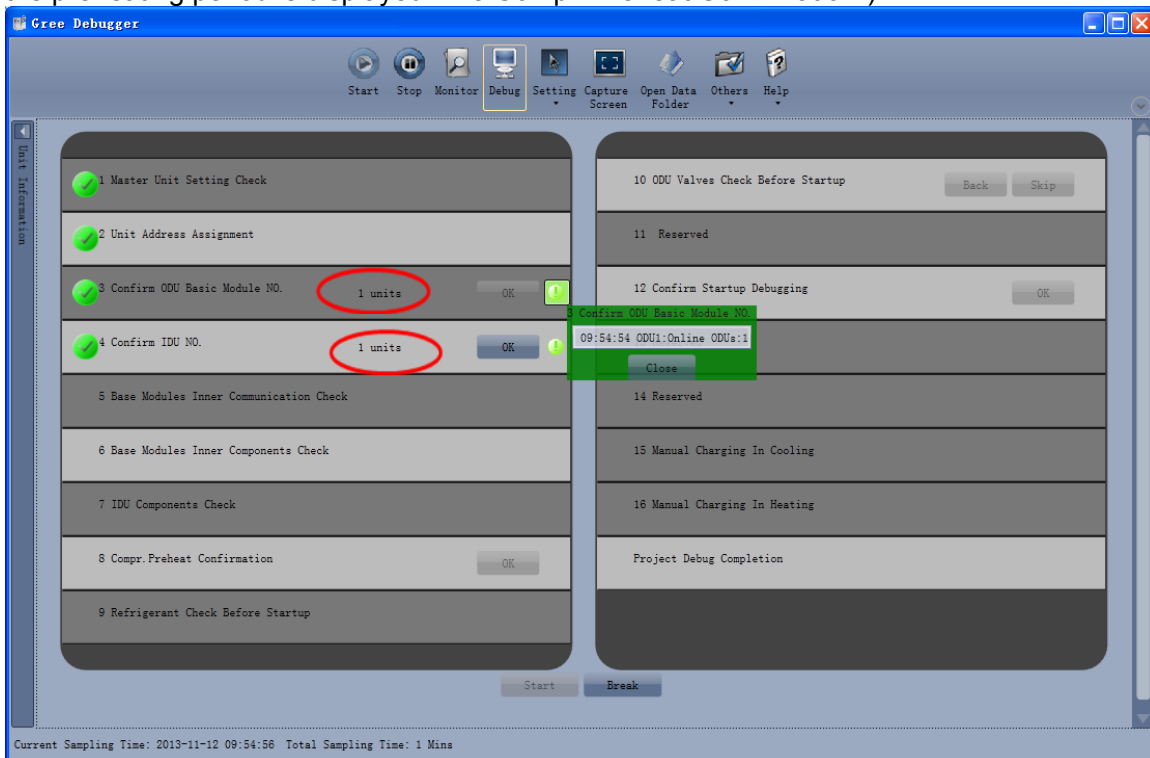 Gree Debugger
Start Stop Monitor Debug Setting Capture Screen Open Data Folder Others Help
Unit Information
1 Master Unit Setting Check
2 Unit Address Assignment
3 Confirm ODU Basic Module NO. 1 units OK
4 Confirm IDU NO. 1 units OK
5 Base Modules Inner Communication Check
6 Base Modules Inner Components Check
7 IDU Components Check
8 Compr.Preheat Confirmation OK
9 Refrigerant Check Before Startup
10 ODU Valves Check Before Startup Back Skip
11 Reserved
12 Confirm Startup Debugging OK
3 Confirm ODU Basic Module NO.
09:54:54 ODU1:Online ODUs:1
Close
14 Reserved
15 Manual Charging In Cooling
16 Manual Charging In Heating
Project Debug Completion
Start Break
Current Sampling Time: 2013-11-12 09:54:56 Total Sampling Time: 1 Mins